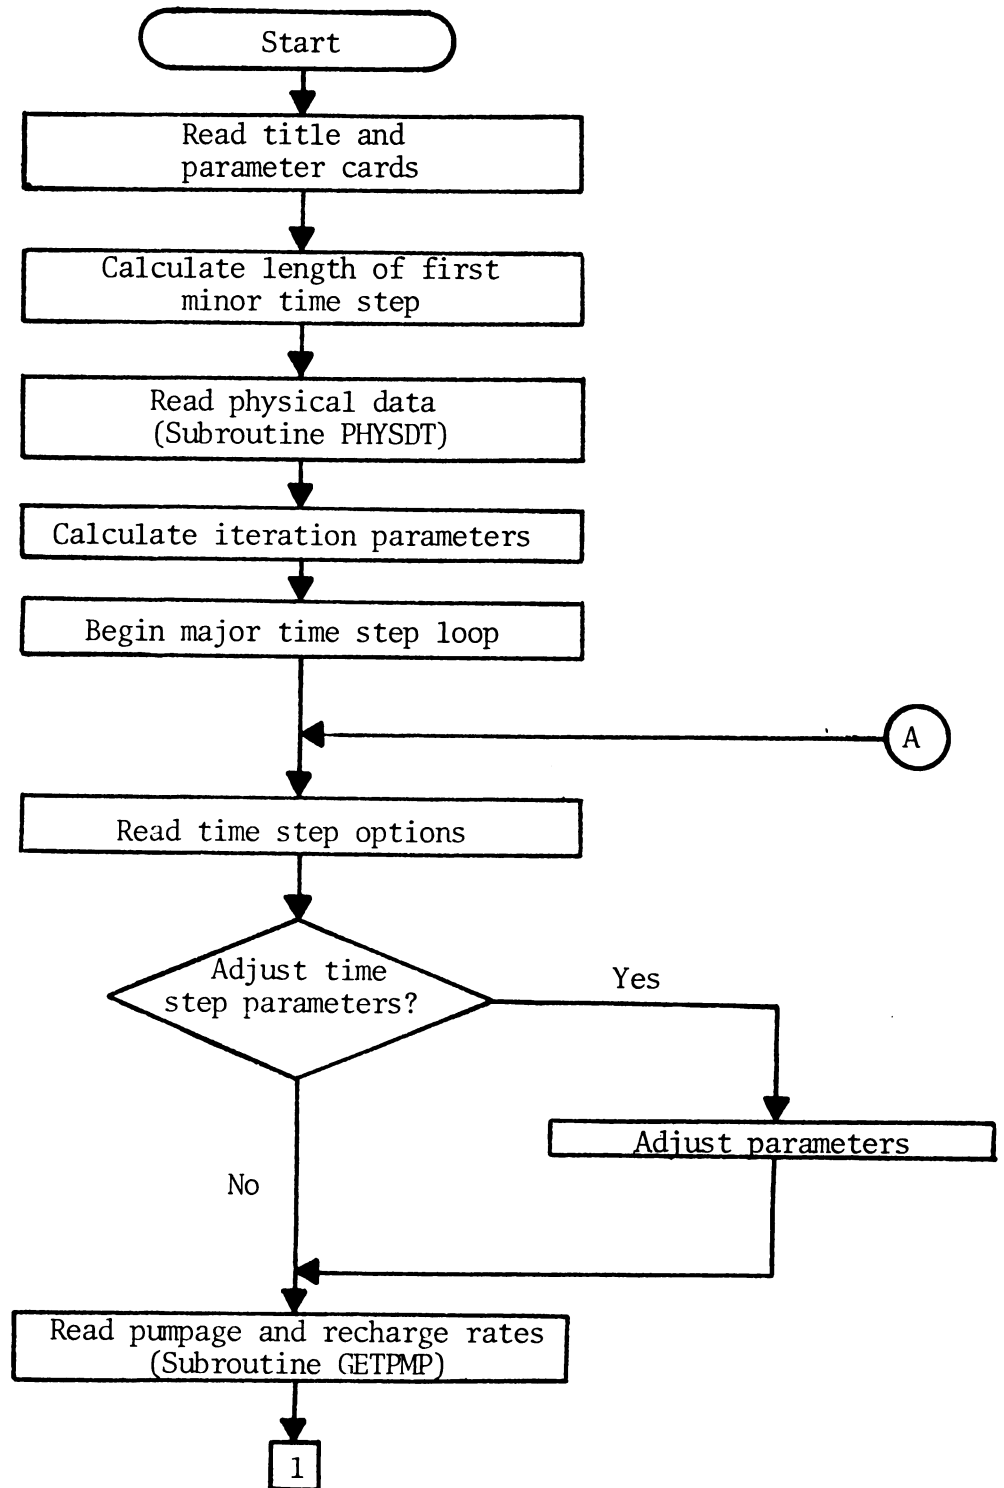 Start
Read title and
parameter cards
Calculate length of first
minor time step
Read physical data
(Subroutine PHYSDT)
Calculate iteration parameters
Begin major time step loop
A
Read time step options
Adjust time
step parameters?
Yes
Adjust parameters
No
Read pumpage and recharge rates
(Subroutine GETPMP)
1